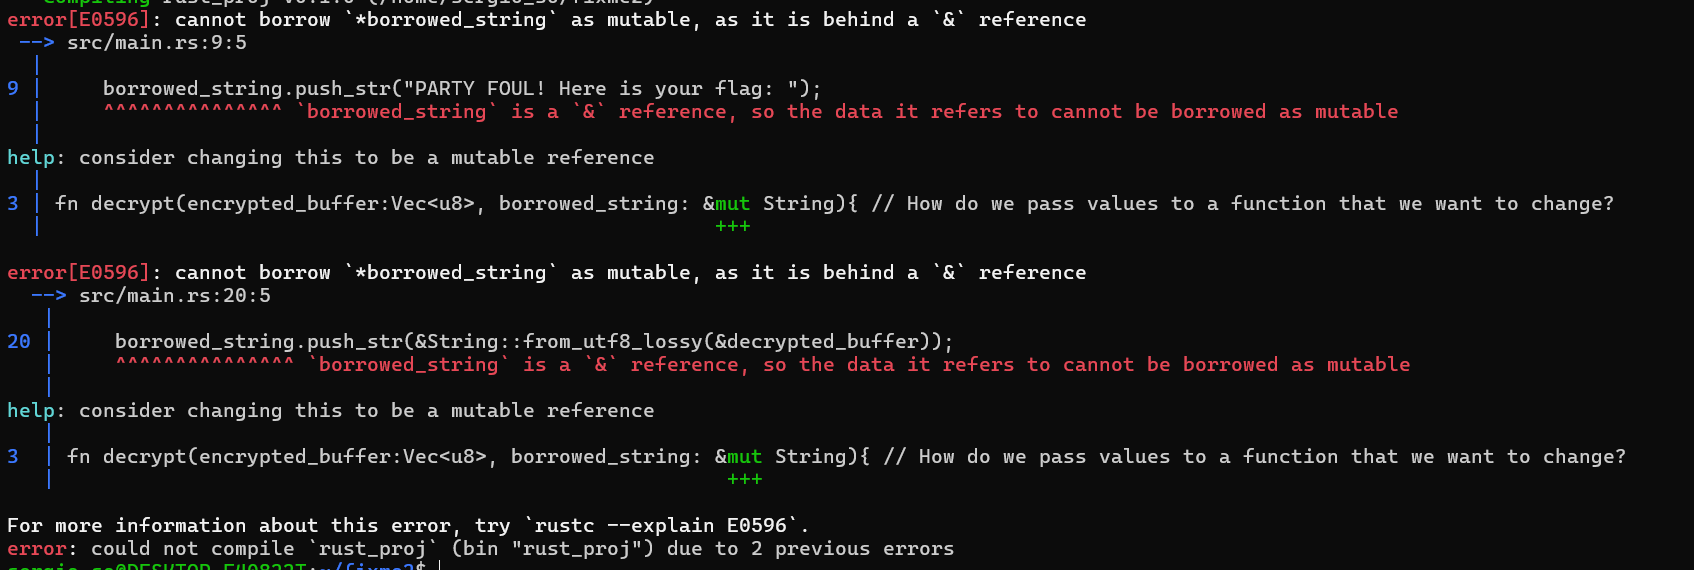 Compiling rust_proj v0.1.0 (/home/sergio_so/fixme2)
error[E0596]: cannot borrow `*borrowed_string` as mutable, as it is behind a `&` reference
--> src/main.rs:9:5
|
9 | borrowed_string.push_str("PARTY FOUL! Here is your flag: ");
| ^^^^^^^^^^^^^^^ `borrowed_string` is a `&` reference, so the data it refers to cannot be borrowed as mutable
|
help: consider changing this to be a mutable reference
|
3 | fn decrypt(encrypted_buffer:Vec<u8>, borrowed_string: &mut String){ // How do we pass values to a function that we want to change?
| +++
error[E0596]: cannot borrow `*borrowed_string` as mutable, as it is behind a `&` reference
--> src/main.rs:20:5
|
20 | borrowed_string.push_str(&String::from_utf8_lossy(&decrypted_buffer));
| ^^^^^^^^^^^^^^^ `borrowed_string` is a `&` reference, so the data it refers to cannot be borrowed as mutable
|
help: consider changing this to be a mutable reference
|
3 | fn decrypt(encrypted_buffer:Vec<u8>, borrowed_string: &mut String){ // How do we pass values to a function that we want to change?
| +++
For more information about this error, try `rustc --explain E0596`.
error: could not compile `rust_proj` (bin "rust_proj") due to 2 previous errors